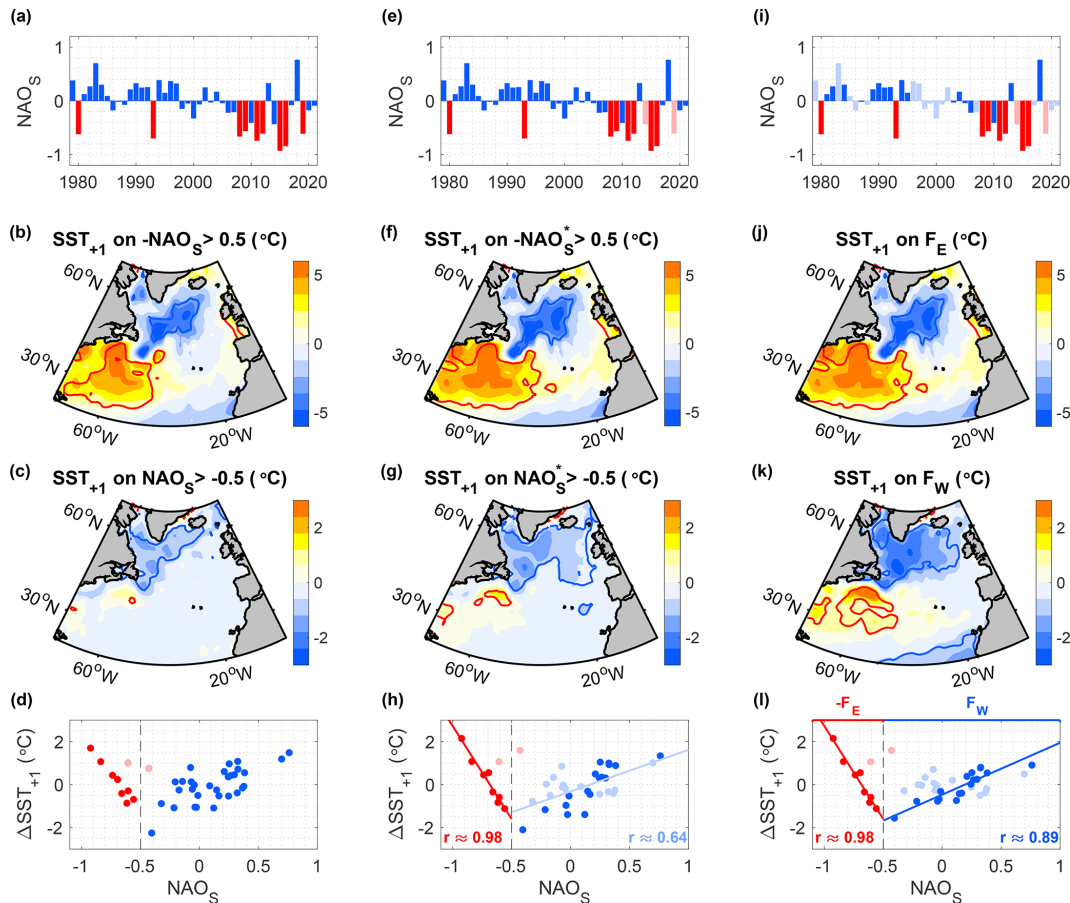 (a)
(e)
(i)
1
0
-1
NAO_S
1980 1990 2000 2010 2020
1
0
-1
NAO_S
1980 1990 2000 2010 2020
1
0
-1
NAO_S
1980 1990 2000 2010 2020
(b) SST_{+1} on -NAO_S> 0.5 (°C)
60°N
30°N
60°W
20°W
5
0
-5
(f) SST_{+1} on -NAO_S^*> 0.5 (°C)
60°N
30°N
60°W
20°W
5
0
-5
(j) SST_{+1} on F_E (°C)
60°N
30°N
60°W
20°W
5
0
-5
(c) SST_{+1} on NAO_S> -0.5 (°C)
60°N
30°N
60°W
20°W
2
0
-2
(g) SST_{+1} on NAO_S^*> -0.5 (°C)
60°N
30°N
60°W
20°W
2
0
-2
(k) SST_{+1} on F_W (°C)
60°N
30°N
60°W
20°W
2
0
-2
(d)
ΔSST_{+1} (°C)
2
0
-2
-1 -0.5 0 0.5 1
NAO_S
(h)
ΔSST_{+1} (°C)
2
0
-2
r ≈ 0.98
r ≈ 0.64
-1 -0.5 0 0.5 1
NAO_S
(l)
-F_E
F_W
ΔSST_{+1} (°C)
2
0
-2
r ≈ 0.98
r ≈ 0.89
-1 -0.5 0 0.5 1
NAO_S